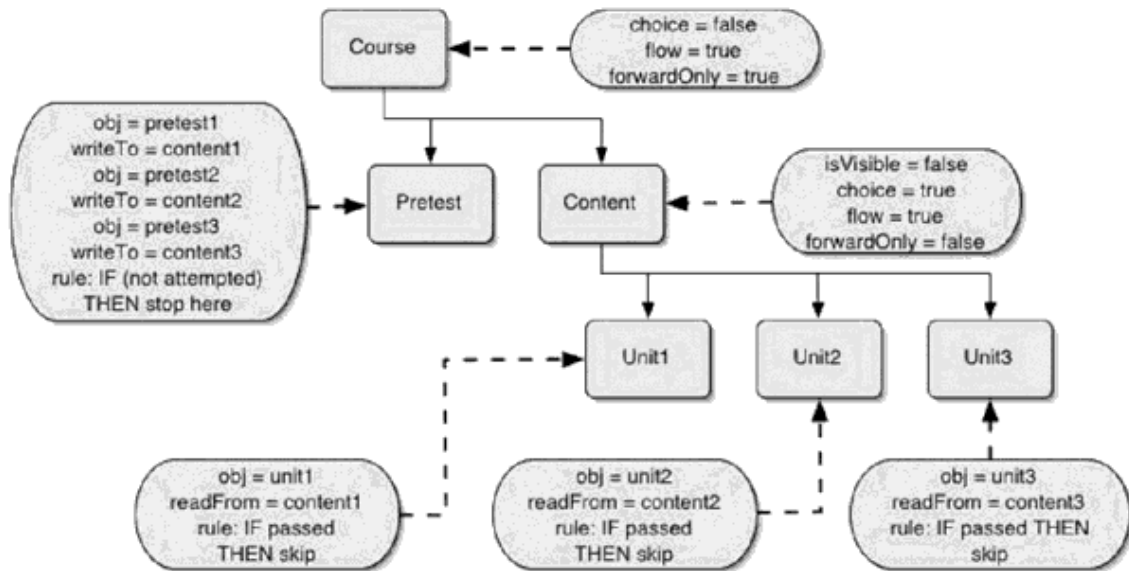 Course
choice = false
flow = true
forwardOnly = true
obj = pretest1
writeTo = content1
obj = pretest2
writeTo = content2
obj = pretest3
writeTo = content3
rule: IF (not attempted)
THEN stop here
Pretest
Content
isVisible = false
choice = true
flow = true
forwardOnly = false
Unit1
Unit2
Unit3
obj = unit1
readFrom = content1
rule: IF passed
THEN skip
obj = unit2
readFrom = content2
rule: IF passed
THEN skip
obj = unit3
readFrom = content3
rule: IF passed THEN
skip